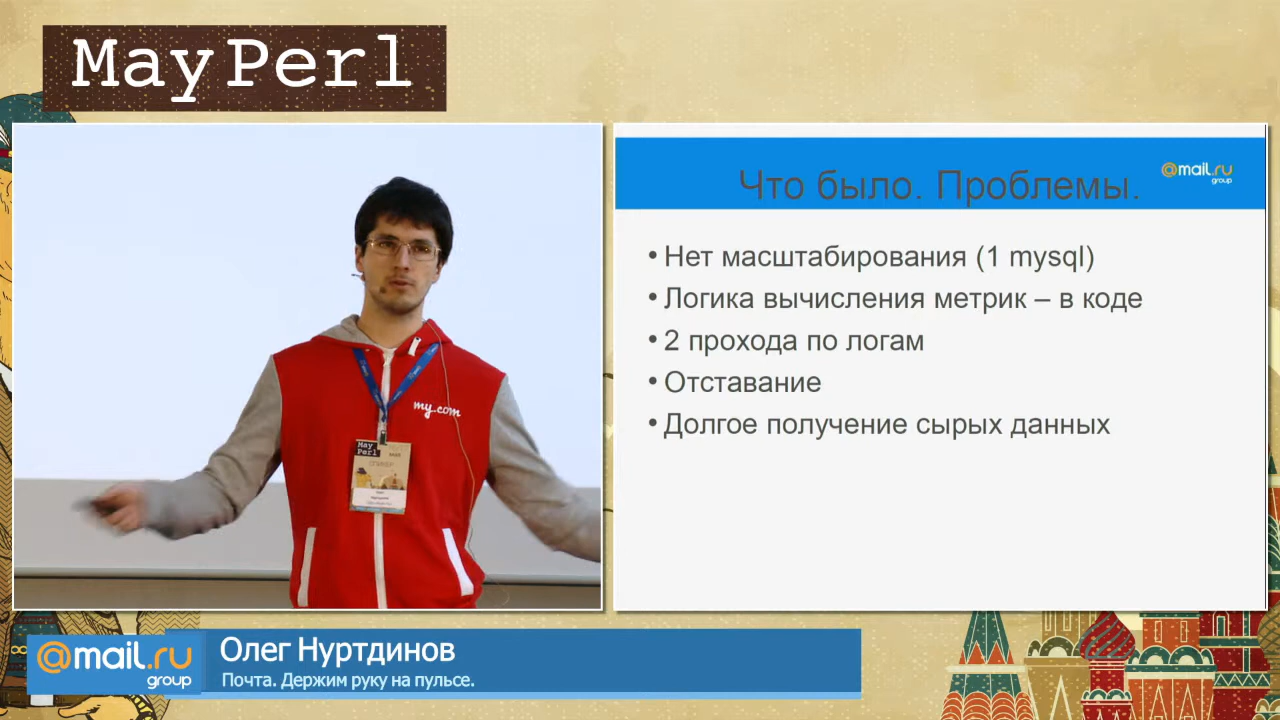 MayPerl
Что было. Проблемы.
@mail.ru
group
• Нет масштабирования (1 mysql)
• Логика вычисления метрик – в коде
• 2 прохода по логам
• Отставание
• Долгое получение сырых данных
my.com
May
Perl
СПИКЕР
@mail.ru
group
Олег Нуртдинов
Почта. Держим руку на пульсе.